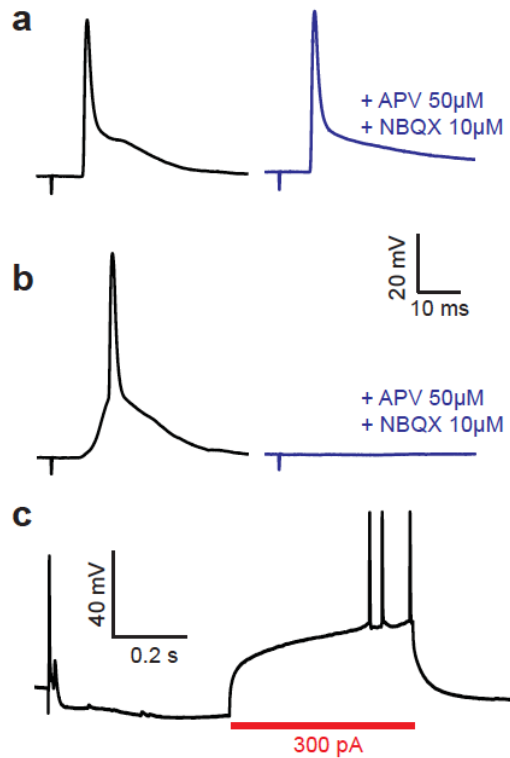 a
+ APV 50µM
+ NBQX 10µM
b
20 mV
10 ms
+ APV 50µM
+ NBQX 10µM
c
40 mV
0.2 s
300 pA